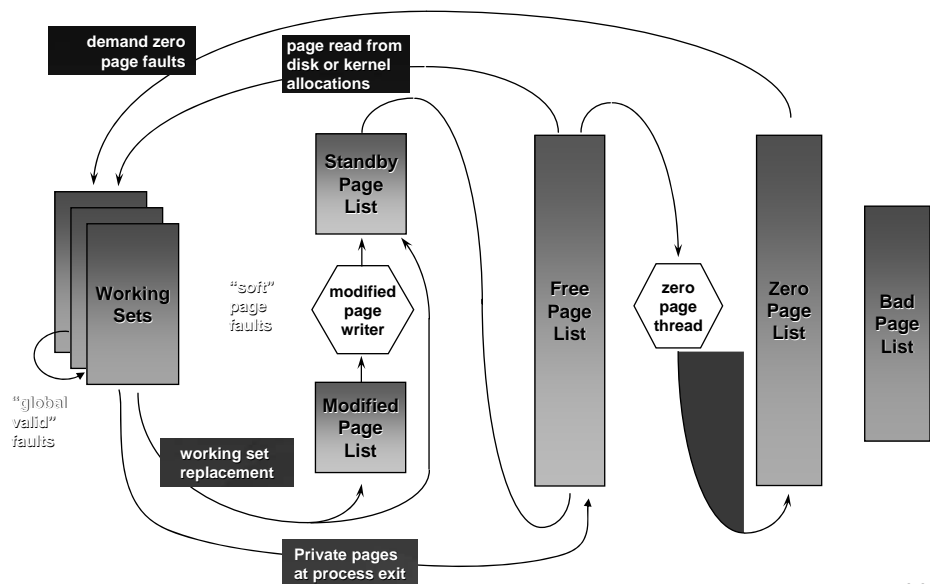 demand zero
page faults
page read from
disk or kernel
allocations
Standby
Page
List
Working
Sets
"soft"
page
faults
modified
page
writer
Free
Page
List
zero
page
thread
Zero
Page
List
Bad
Page
List
"global
valid"
faults
Modified
Page
List
working set
replacement
Private pages
at process exit